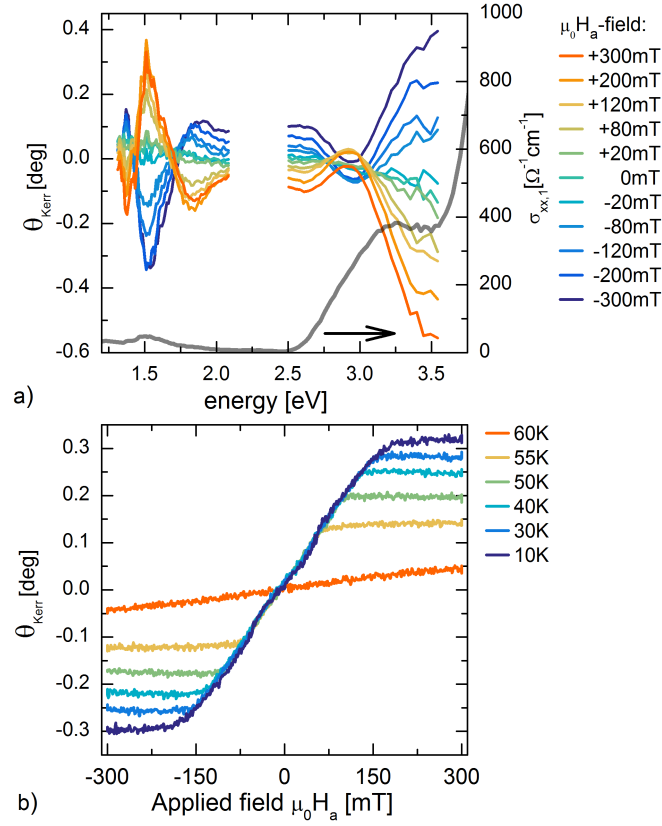 0.4
0.2
0.0
-0.2
-0.4
-0.6
θKerr [deg]
1.5
2.0
2.5
3.0
3.5
energy [eV]
1000
800
600
400
200
0
σxx,1[Ω⁻¹cm⁻¹]
μ0Ha-field:
+300mT
+200mT
+120mT
+80mT
+20mT
0mT
-20mT
-80mT
-120mT
-200mT
-300mT
a)
0.3
0.2
0.1
0.0
-0.1
-0.2
-0.3
θKerr [deg]
60K
55K
50K
40K
30K
10K
-300
-150
0
150
300
b)
Applied field μ0Ha [mT]